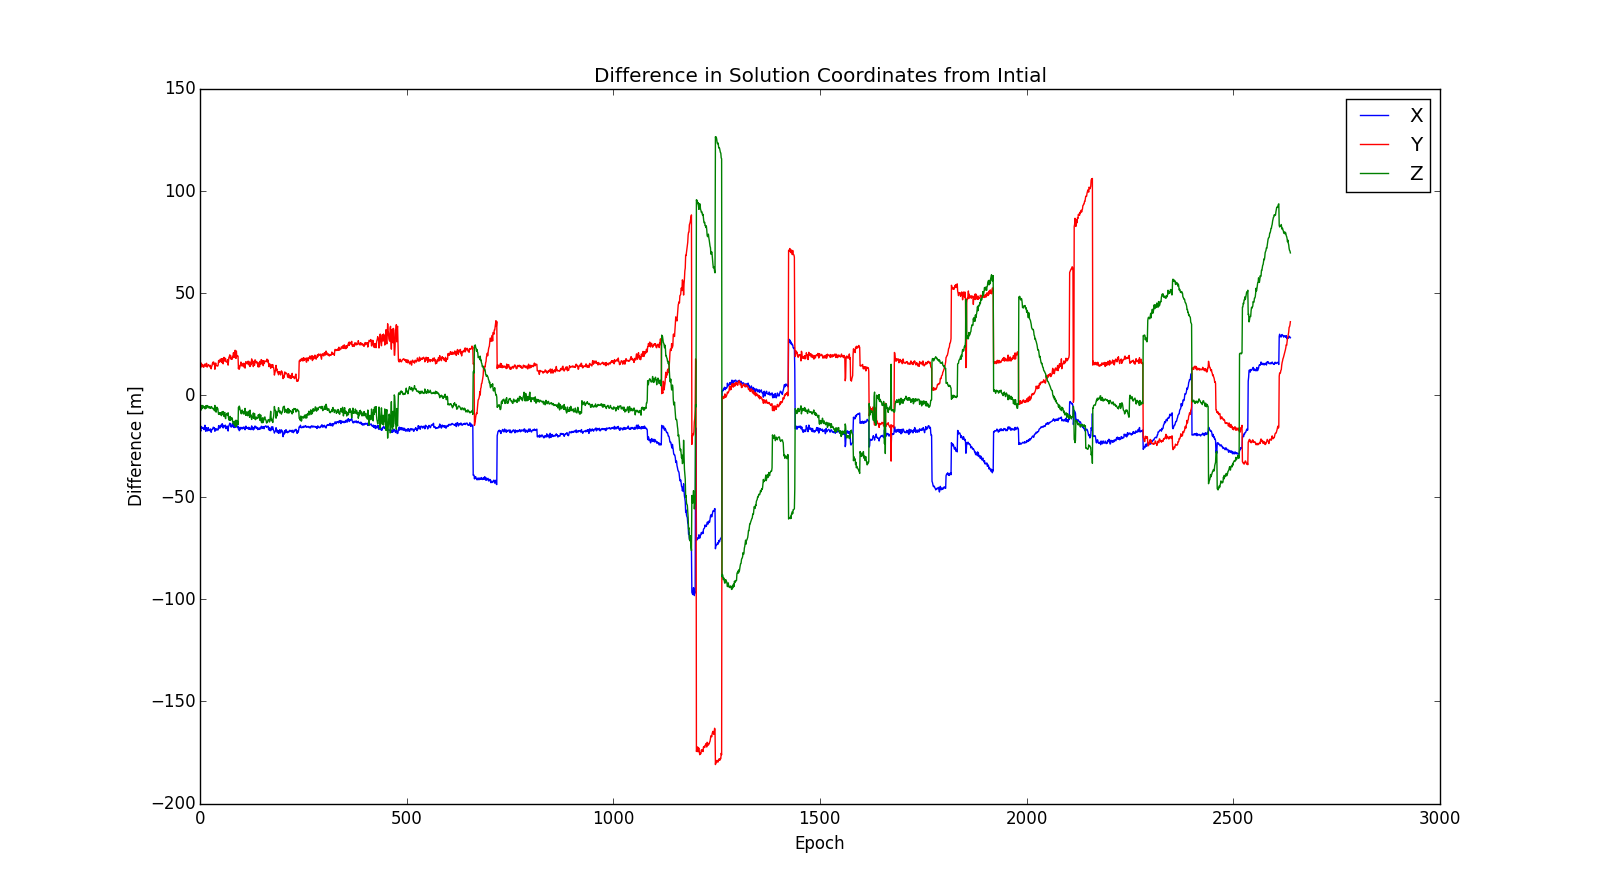 Difference in Solution Coordinates from Intial
150
100
50
0
−50
−100
−150
−200
Difference [m]
0 500 1000 1500 2000 2500 3000
Epoch
X
Y
Z